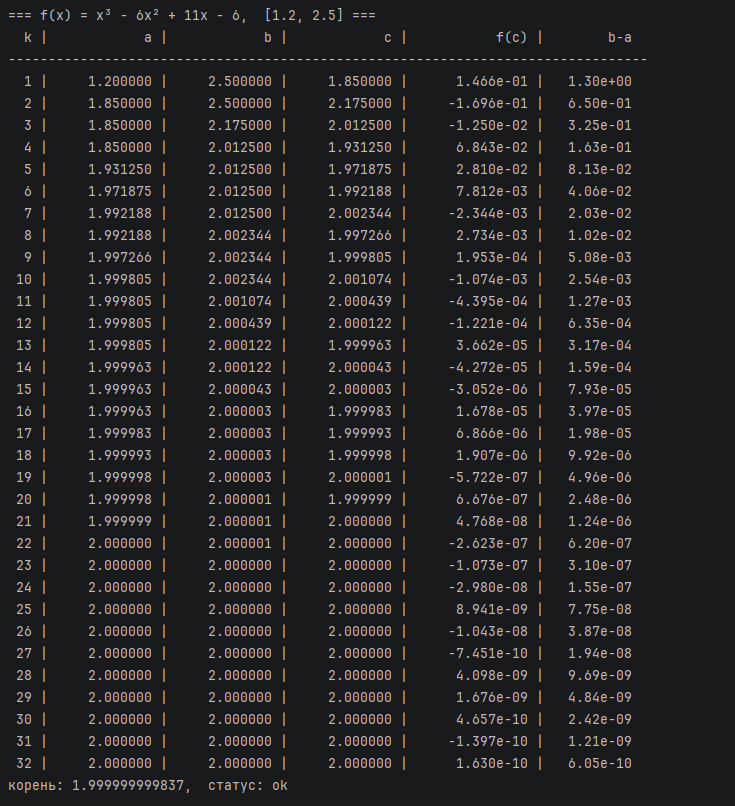 === f(x) = x³ - 6x² + 11x - 6,  [1.2, 2.5] ===
k |           a |           b |           c |        f(c) |        b-a
--------------------------------------------------------------------------------
1 |    1.200000 |    2.500000 |    1.850000 |   1.466e-01 |   1.30e+00
2 |    1.850000 |    2.500000 |    2.175000 |  -1.696e-01 |   6.50e-01
3 |    1.850000 |    2.175000 |    2.012500 |  -1.250e-02 |   3.25e-01
4 |    1.850000 |    2.012500 |    1.931250 |   6.843e-02 |   1.63e-01
5 |    1.931250 |    2.012500 |    1.971875 |   2.810e-02 |   8.13e-02
6 |    1.971875 |    2.012500 |    1.992188 |   7.812e-03 |   4.06e-02
7 |    1.992188 |    2.012500 |    2.002344 |  -2.344e-03 |   2.03e-02
8 |    1.992188 |    2.002344 |    1.997266 |   2.734e-03 |   1.02e-02
9 |    1.997266 |    2.002344 |    1.999805 |   1.953e-04 |   5.08e-03
10 |    1.999805 |    2.002344 |    2.001074 |  -1.074e-03 |   2.54e-03
11 |    1.999805 |    2.001074 |    2.000439 |  -4.395e-04 |   1.27e-03
12 |    1.999805 |    2.000439 |    2.000122 |  -1.221e-04 |   6.35e-04
13 |    1.999805 |    2.000122 |    1.999963 |   3.662e-05 |   3.17e-04
14 |    1.999963 |    2.000122 |    2.000043 |  -4.272e-05 |   1.59e-04
15 |    1.999963 |    2.000043 |    2.000003 |  -3.052e-06 |   7.93e-05
16 |    1.999963 |    2.000003 |    1.999983 |   1.678e-05 |   3.97e-05
17 |    1.999983 |    2.000003 |    1.999993 |   6.866e-06 |   1.98e-05
18 |    1.999993 |    2.000003 |    1.999998 |   1.907e-06 |   9.92e-06
19 |    1.999998 |    2.000003 |    2.000001 |  -5.722e-07 |   4.96e-06
20 |    1.999998 |    2.000001 |    1.999999 |   6.676e-07 |   2.48e-06
21 |    1.999999 |    2.000001 |    2.000000 |   4.768e-08 |   1.24e-06
22 |    2.000000 |    2.000001 |    2.000000 |  -2.623e-07 |   6.20e-07
23 |    2.000000 |    2.000000 |    2.000000 |  -1.073e-07 |   3.10e-07
24 |    2.000000 |    2.000000 |    2.000000 |  -2.980e-08 |   1.55e-07
25 |    2.000000 |    2.000000 |    2.000000 |   8.941e-09 |   7.75e-08
26 |    2.000000 |    2.000000 |    2.000000 |  -1.043e-08 |   3.87e-08
27 |    2.000000 |    2.000000 |    2.000000 |  -7.451e-10 |   1.94e-08
28 |    2.000000 |    2.000000 |    2.000000 |   4.098e-09 |   9.69e-09
29 |    2.000000 |    2.000000 |    2.000000 |   1.676e-09 |   4.84e-09
30 |    2.000000 |    2.000000 |    2.000000 |   4.657e-10 |   2.42e-09
31 |    2.000000 |    2.000000 |    2.000000 |  -1.397e-10 |   1.21e-09
32 |    2.000000 |    2.000000 |    2.000000 |   1.630e-10 |   6.05e-10
корень: 1.999999999837,  статус: ok